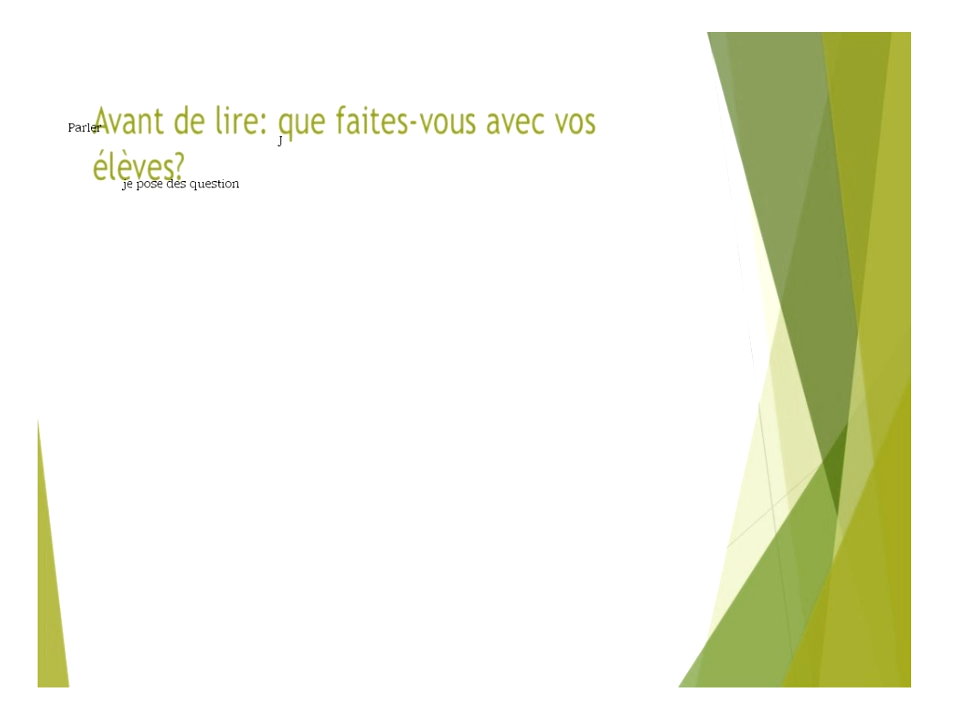 Avant de lire: que faites-vous avec vos
élèves?
Parler
J
je pose des question